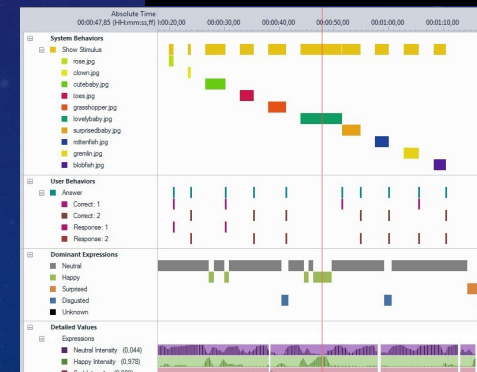 Absolute Time
00:00:47,85 (HH:mm:ss,ff) 00:20,00 00:00:30,00 00:00:40,00 00:00:50,00 00:01:00,00 00:01:10,00
System Behaviors
Show Stimulus
rose.jpg
clown.jpg
cutebaby.jpg
toes.jpg
grasshopper.jpg
lovelybaby.jpg
surprisedbaby.jpg
rottenfish.jpg
gremlin.jpg
blobfish.jpg
User Behaviors
Answer
Correct: 1
Correct: 2
Response: 1
Response: 2
Dominant Expressions
Neutral
Happy
Surprised
Disgusted
Unknown
Detailed Values
Expressions
Neutral Intensity (0,044)
Happy Intensity (0,978)